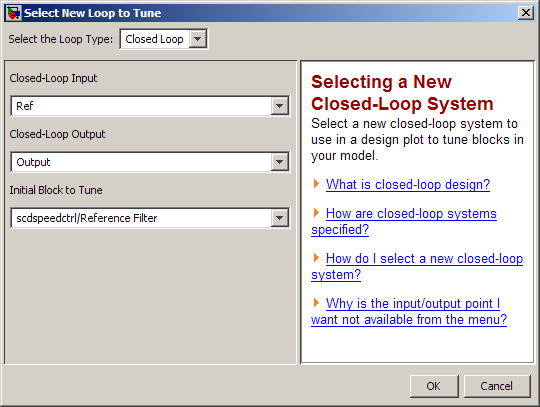 Select New Loop to Tune
Select the Loop Type: Closed Loop
Closed-Loop Input
Ref
Closed-Loop Output
Output
Initial Block to Tune
scdspeedctrl/Reference Filter
Selecting a New
Closed-Loop System
Select a new closed-loop system to
use in a design plot to tune blocks in
your model.
What is closed-loop design?
How are closed-loop systems
specified?
How do I select a new closed-loop
system?
Why is the input/output point I
want not available from the menu?
OK Cancel